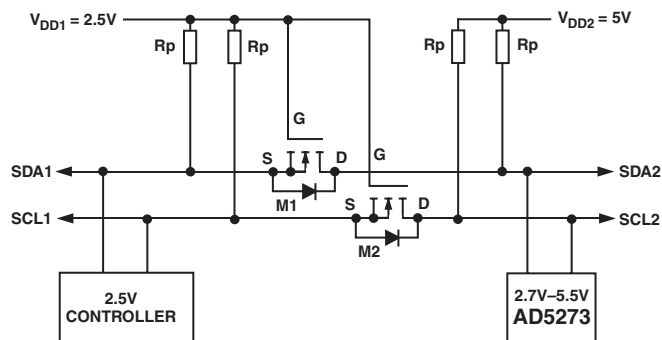 VDD1 = 2.5V
VDD2 = 5V
Rp
Rp
Rp
Rp
G
SDA1
S
D
G
SDA2
M1
SCL1
S
D
SCL2
M2
2.5V
CONTROLLER
2.7V–5.5V
AD5273